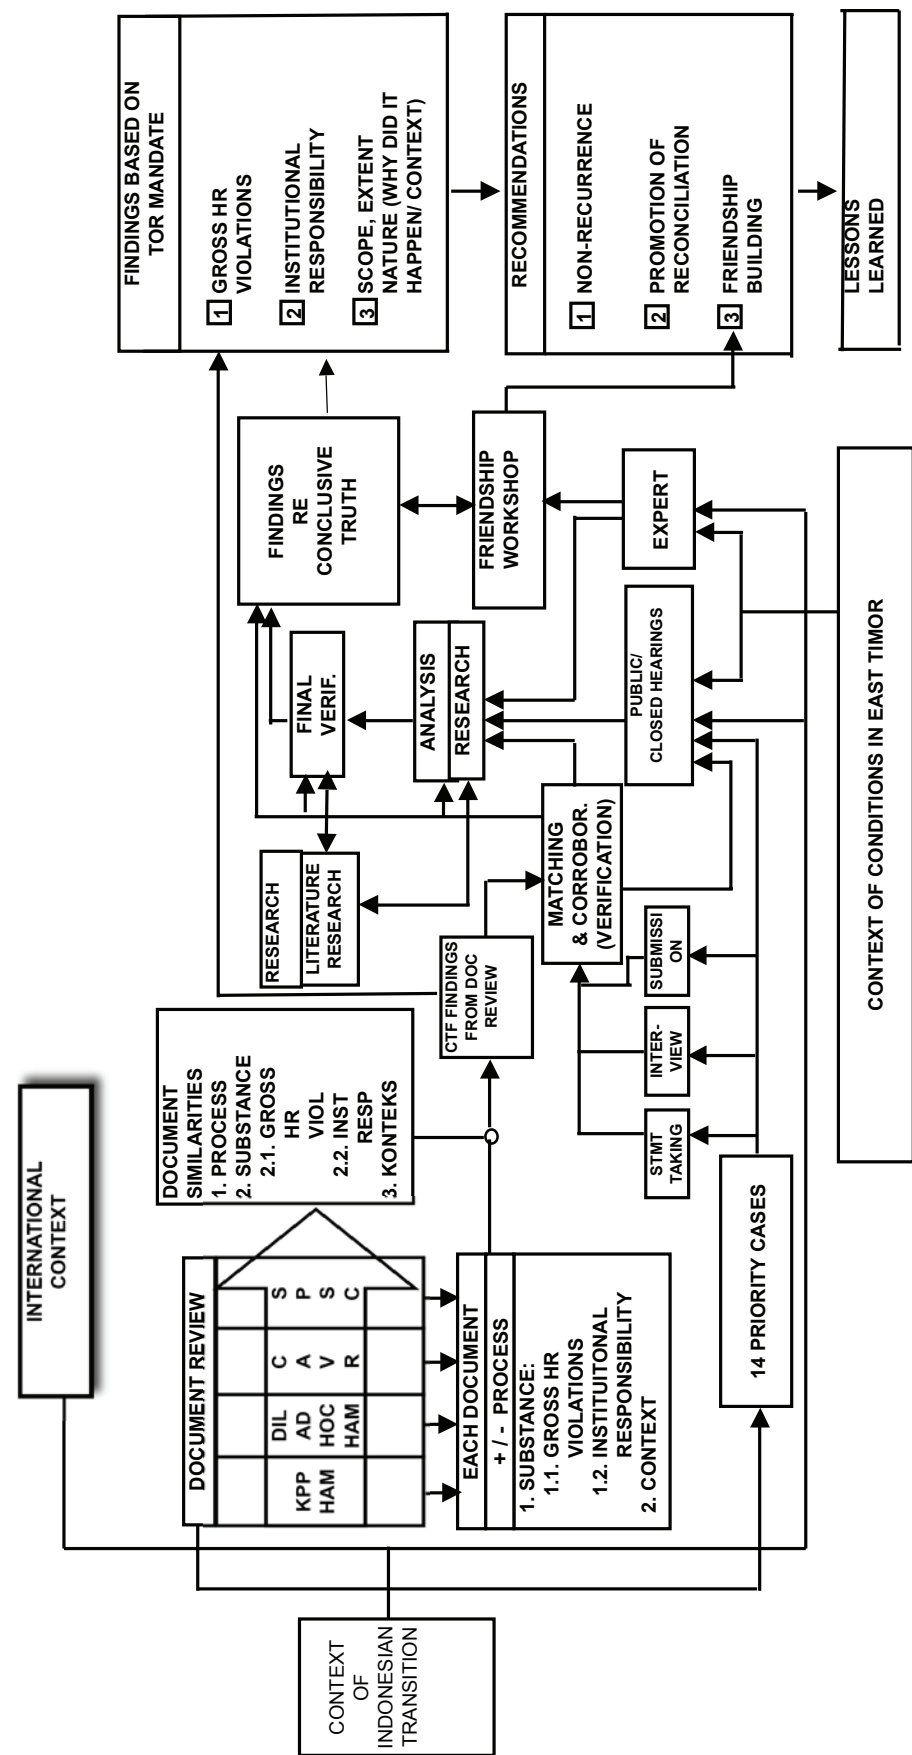 INTERNATIONAL
CONTEXT
CONTEXT
OF
INDONESIAN
TRANSITION
DOCUMENT REVIEW
KPP
HAM
DIL
AD
HOC
HAM
C
A
V
R
S
P
S
C
DOCUMENT
SIMILARITIES
1. PROCESS
2. SUBSTANCE
2.1. GROSS
HR
VIOL
2.2. INST
RESP
3. KONTEKS
EACH DOCUMENT
+ / - PROCESS
1. SUBSTANCE:
1.1. GROSS HR
VIOLATIONS
1.2. INSTITUITONAL
RESPONSIBILITY
2. CONTEXT
14 PRIORITY CASES
CTF FINDINGS
FROM DOC
REVIEW
STMT
TAKING
INTER-
VIEW
SUBMISSI
ON
RESEARCH
LITERATURE
RESEARCH
MATCHING
& CORROBOR.
(VERIFICATION)
FINAL
VERIF.
ANALYSIS
RESEARCH
PUBLIC/
CLOSED HEARINGS
EXPERT
FINDINGS
RE
CONCLUSIVE
TRUTH
FRIENDSHIP
WORKSHOP
FINDINGS BASED ON
TOR MANDATE
1 GROSS HR
VIOLATIONS
2 INSTITUTIONAL
RESPONSIBILITY
3 SCOPE, EXTENT
NATURE (WHY DID IT
HAPPEN/ CONTEXT)
RECOMMENDATIONS
1 NON-RECURRENCE
2 PROMOTION OF
RECONCILIATION
3 FRIENDSHIP
BUILDING
LESSONS
LEARNED
CONTEXT OF CONDITIONS IN EAST TIMOR